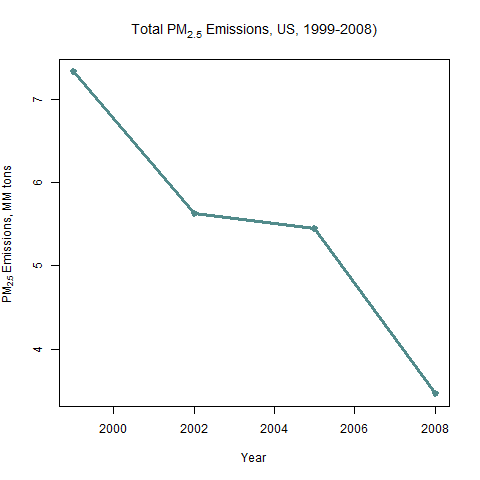 Total PM2.5 Emissions, US, 1999-2008)
PM2.5 Emissions, MM tons
7
6
5
4
2000 2002 2004 2006 2008
Year